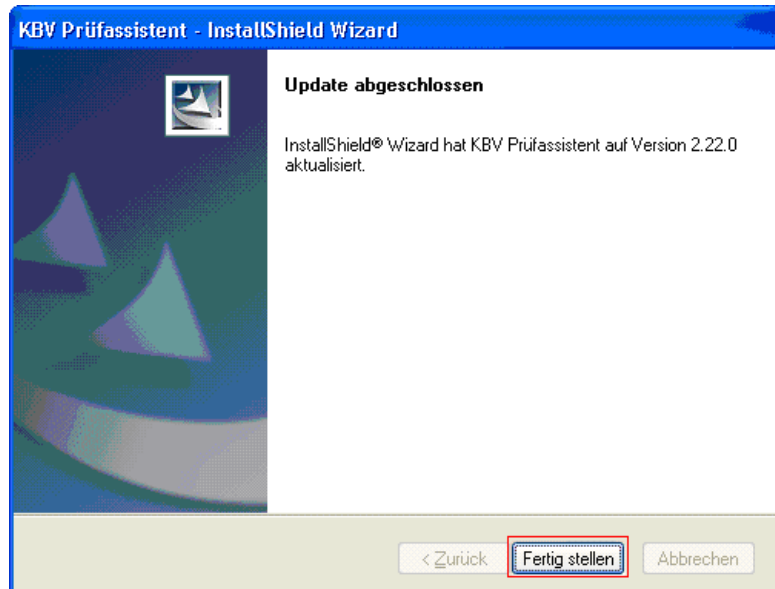 KBV Prüfassistent - InstallShield Wizard
Update abgeschlossen
InstallShield® Wizard hat KBV Prüfassistent auf Version 2.22.0
aktualisiert.
< Zurück Fertig stellen Abbrechen